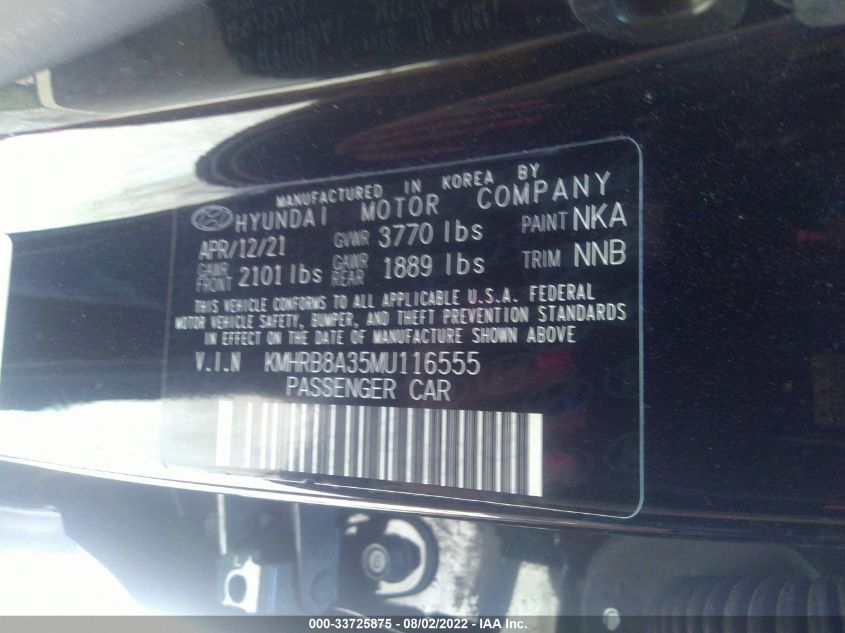 MANUFACTURED IN KOREA BY
HYUNDAI MOTOR COMPANY
APR/12/21 GVWR 3770 lbs PAINT NKA
GAWR FRONT 2101 lbs GAWR REAR 1889 lbs TRIM NNB
THIS VEHICLE CONFORMS TO ALL APPLICABLE U.S.A. FEDERAL
MOTOR VEHICLE SAFETY, BUMPER, AND THEFT PREVENTION STANDARDS
IN EFFECT ON THE DATE OF MANUFACTURE SHOWN ABOVE
V.I.N KMHRB8A35MU116555
PASSENGER CAR
000-33725875 - 08/02/2022 - IAA Inc.